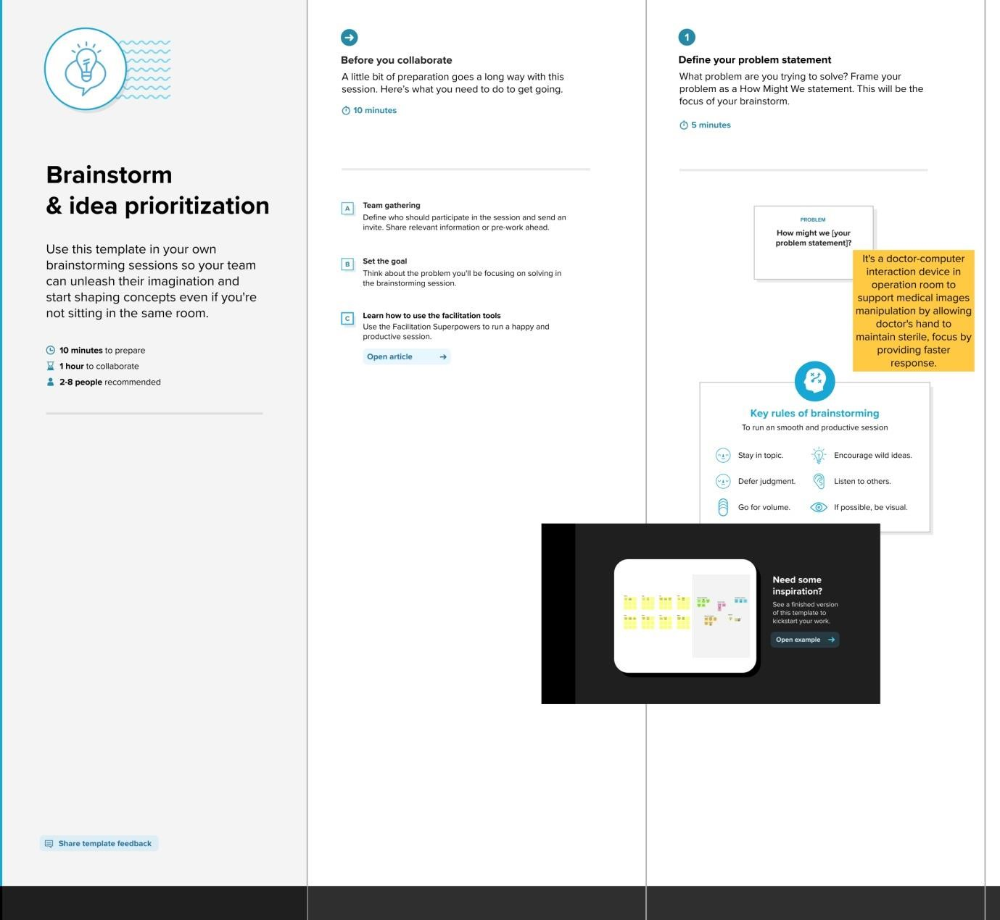 Brainstorm
& idea prioritization
Use this template in your own
brainstorming sessions so your team
can unleash their imagination and
start shaping concepts even if you're
not sitting in the same room.
10 minutes to prepare
1 hour to collaborate
2-8 people recommended
Share template feedback
Before you collaborate
A little bit of preparation goes a long way with this
session. Here's what you need to do to get going.
10 minutes
A
Team gathering
Define who should participate in the session and send an
invite. Share relevant information or pre-work ahead.
B
Set the goal
Think about the problem you'll be focusing on solving in
the brainstorming session.
C
Learn how to use the facilitation tools
Use the Facilitation Superpowers to run a happy and
productive session.
Open article
1
Define your problem statement
What problem are you trying to solve? Frame your
problem as a How Might We statement. This will be the
focus of your brainstorm.
5 minutes
PROBLEM
How might we [your
problem statement]?
It's a doctor-computer
interaction device in
operation room to
support medical images
manipulation by allowing
doctor's hand to
maintain sterile, focus by
providing faster
response.
Key rules of brainstorming
To run an smooth and productive session
Stay in topic.
Encourage wild ideas.
Defer judgment.
Listen to others.
Go for volume.
If possible, be visual.
Need some
inspiration?
See a finished version
of this template to
kickstart your work.
Open example